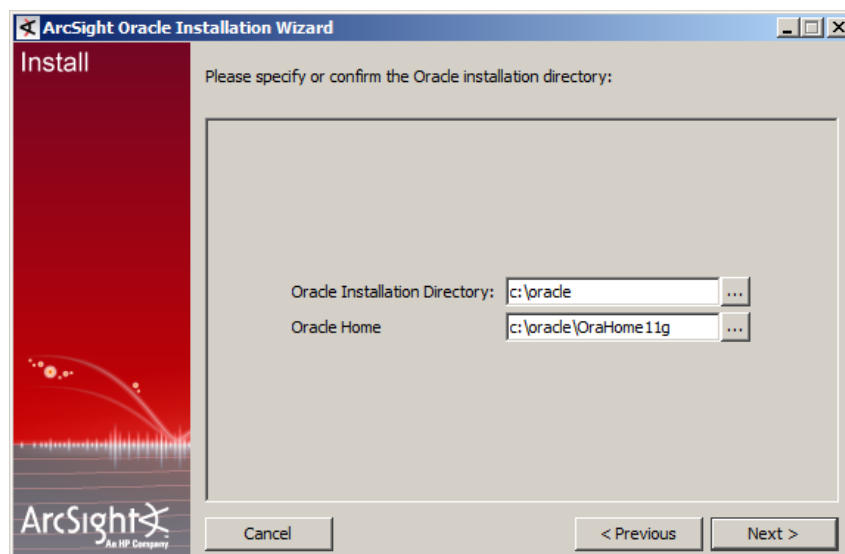 ArcSight Oracle Installation Wizard
Install
Please specify or confirm the Oracle installation directory:
Oracle Installation Directory: c:\oracle ...
Oracle Home c:\oracle\OraHome11g ...
ArcSight
An HP Company
Cancel < Previous Next >